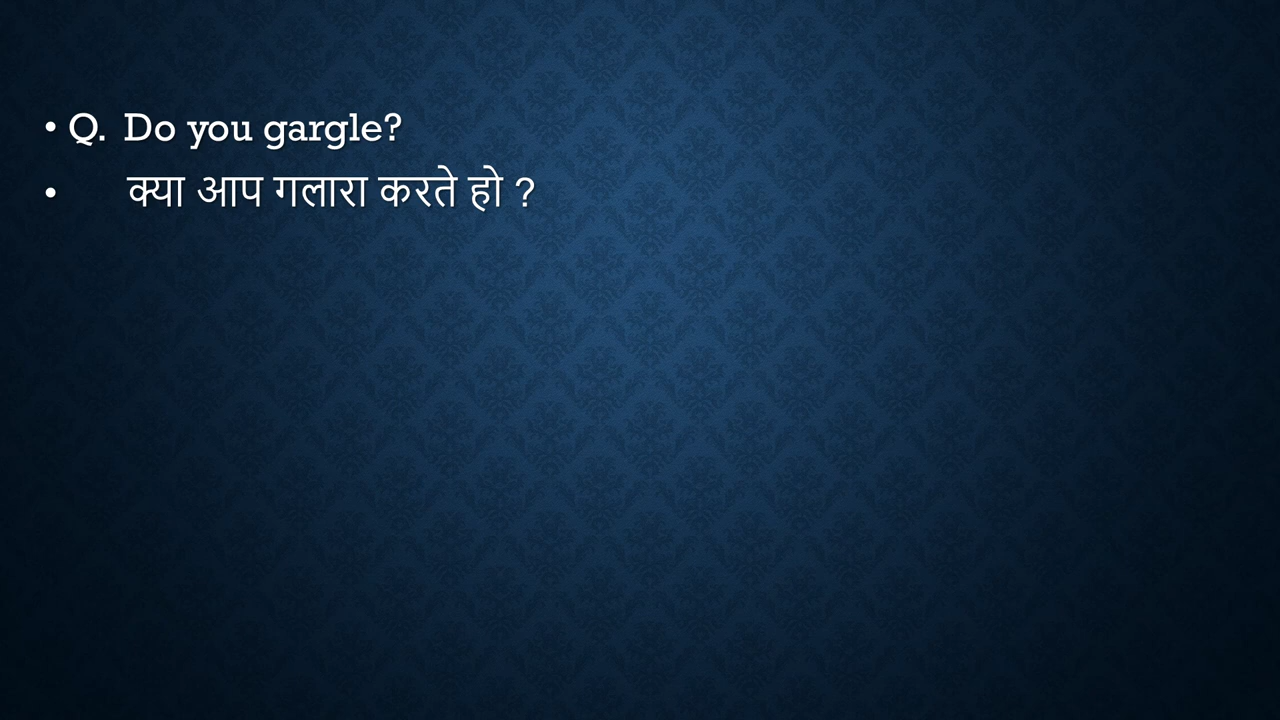 • Q. Do you gargle?
• क्या आप गलारा करते हो ?